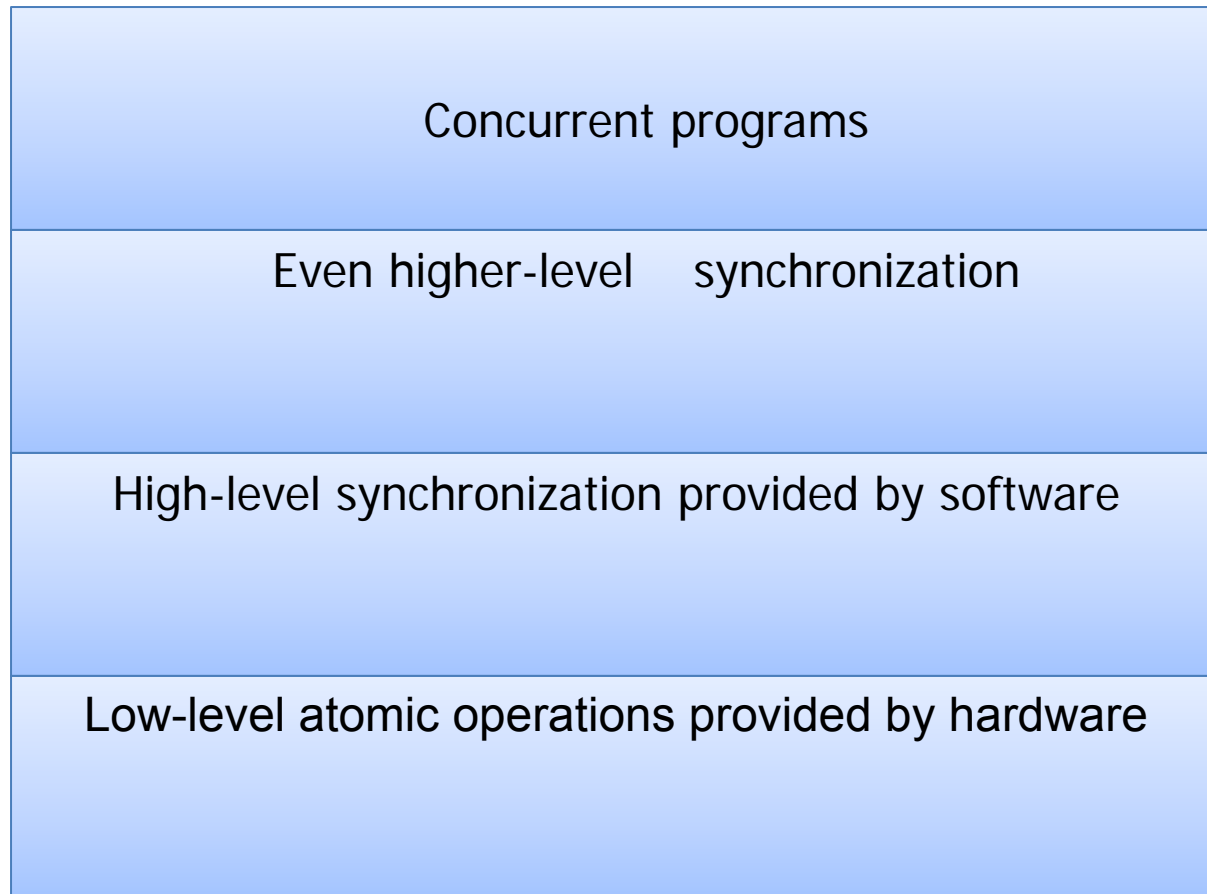 Concurrent programs
Even higher-level synchronization
High-level synchronization provided by software
Low-level atomic operations provided by hardware